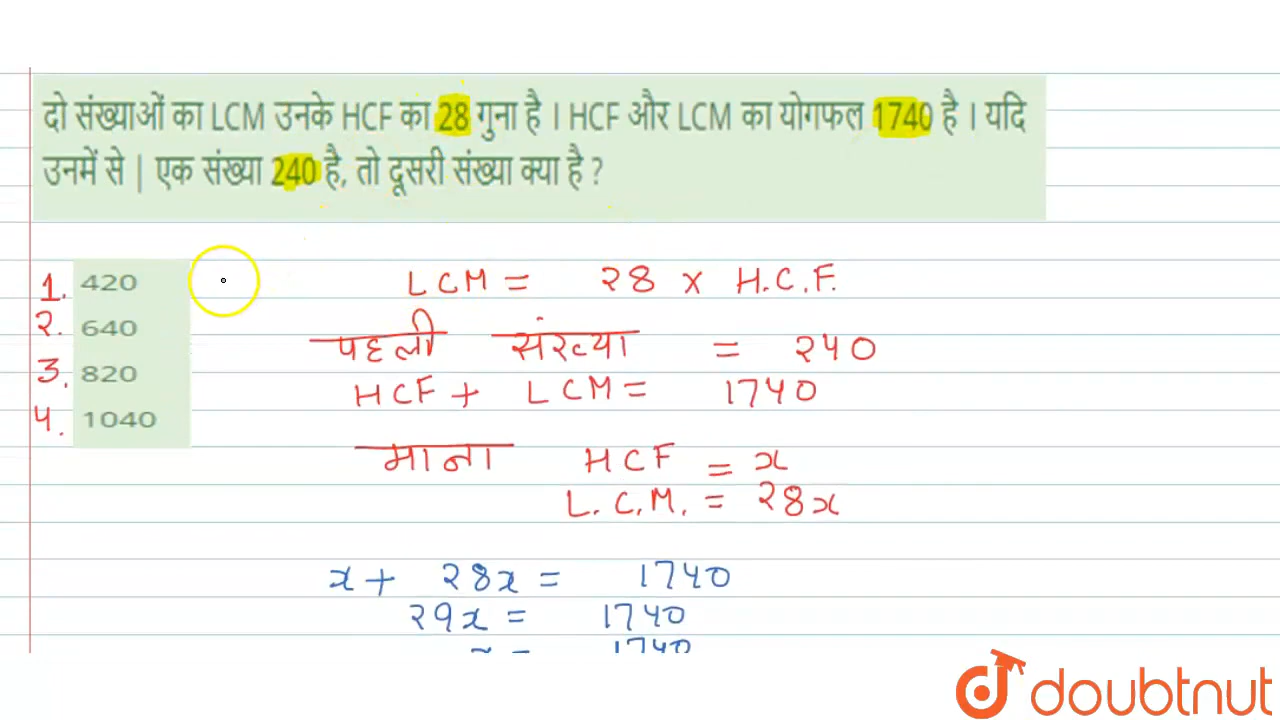 दो संख्याओं का LCM उनके HCF का 28 गुना है । HCF और LCM का योगफल 1740 है । यदि
उनमें से | एक संख्या 240 है, तो दूसरी संख्या क्या है ?
1. 420
2. 640
3. 820
4. 1040
LCM = 28 x H.C.F.
पहली संख्या = 240
HCF + LCM = 1740
माना HCF = x
L.C.M. = 28x
x + 28x = 1740
29x = 1740
x = 1740
doubtnut